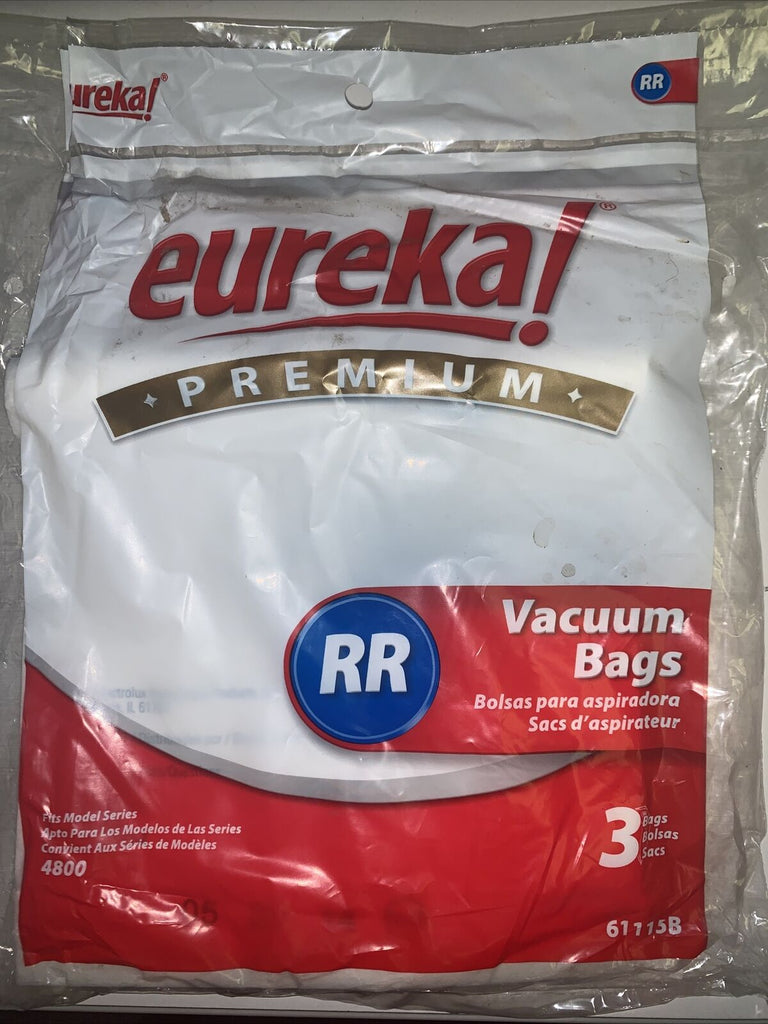 eureka!®
RR
eureka!®
PREMIUM
RR
Vacuum
Bags
Bolsas para aspiradora
Sacs d'aspirateur
Fits Model Series
Apto Para Los Modelos de Las Series
Convient Aux Séries de Modèles
4800
3
Bags
Bolsas
Sacs
61115B